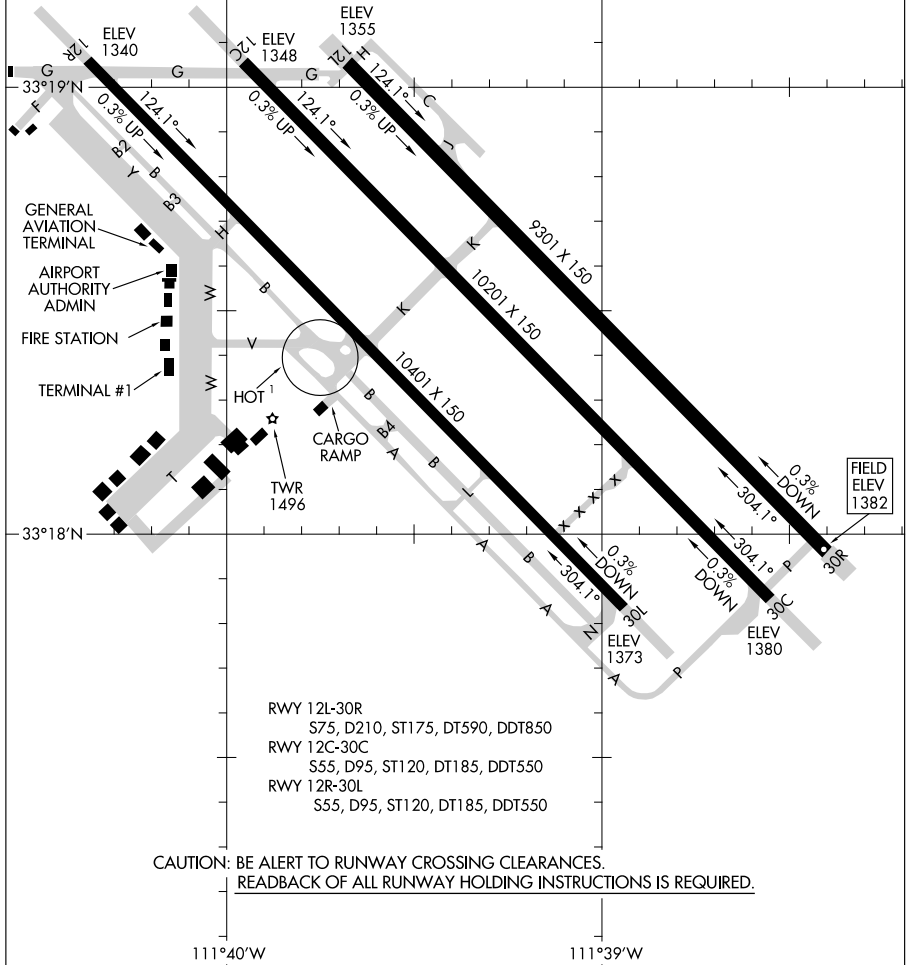 ELEV
1340
ELEV
1348
ELEV
1355
12R
12C
12L
H
G
G
G
33°19'N
F
124.1°
0.3% UP
124.1°
0.3% UP
124.1°
0.3% UP
C
J
B2
Y
B
B3
H
GENERAL
AVIATION
TERMINAL
AIRPORT
AUTHORITY
ADMIN
FIRE STATION
TERMINAL #1
W
W
B
V
K
K
9301 X 150
10201 X 150
10401 X 150
HOT 1
CARGO
RAMP
TWR
1496
T
B
B4
A
B
L
A
B
A
N
A
P
P
X
X
X
X
33°18'N
0.3%
DOWN
304.1°
0.3%
DOWN
304.1°
0.3%
DOWN
304.1°
FIELD
ELEV
1382
30R
30C
30L
ELEV
1373
ELEV
1380
RWY 12L-30R
S75, D210, ST175, DT590, DDT850
RWY 12C-30C
S55, D95, ST120, DT185, DDT550
RWY 12R-30L
S55, D95, ST120, DT185, DDT550
CAUTION: BE ALERT TO RUNWAY CROSSING CLEARANCES.
READBACK OF ALL RUNWAY HOLDING INSTRUCTIONS IS REQUIRED.
111°40'W
111°39'W